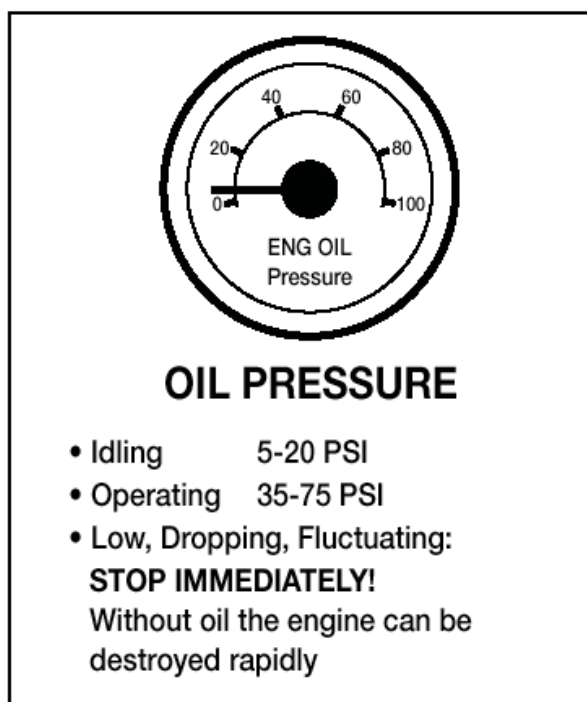 40 60
20 80
0 100
ENG OIL
Pressure
OIL PRESSURE
• Idling 5-20 PSI
• Operating 35-75 PSI
• Low, Dropping, Fluctuating:
STOP IMMEDIATELY!
Without oil the engine can be
destroyed rapidly